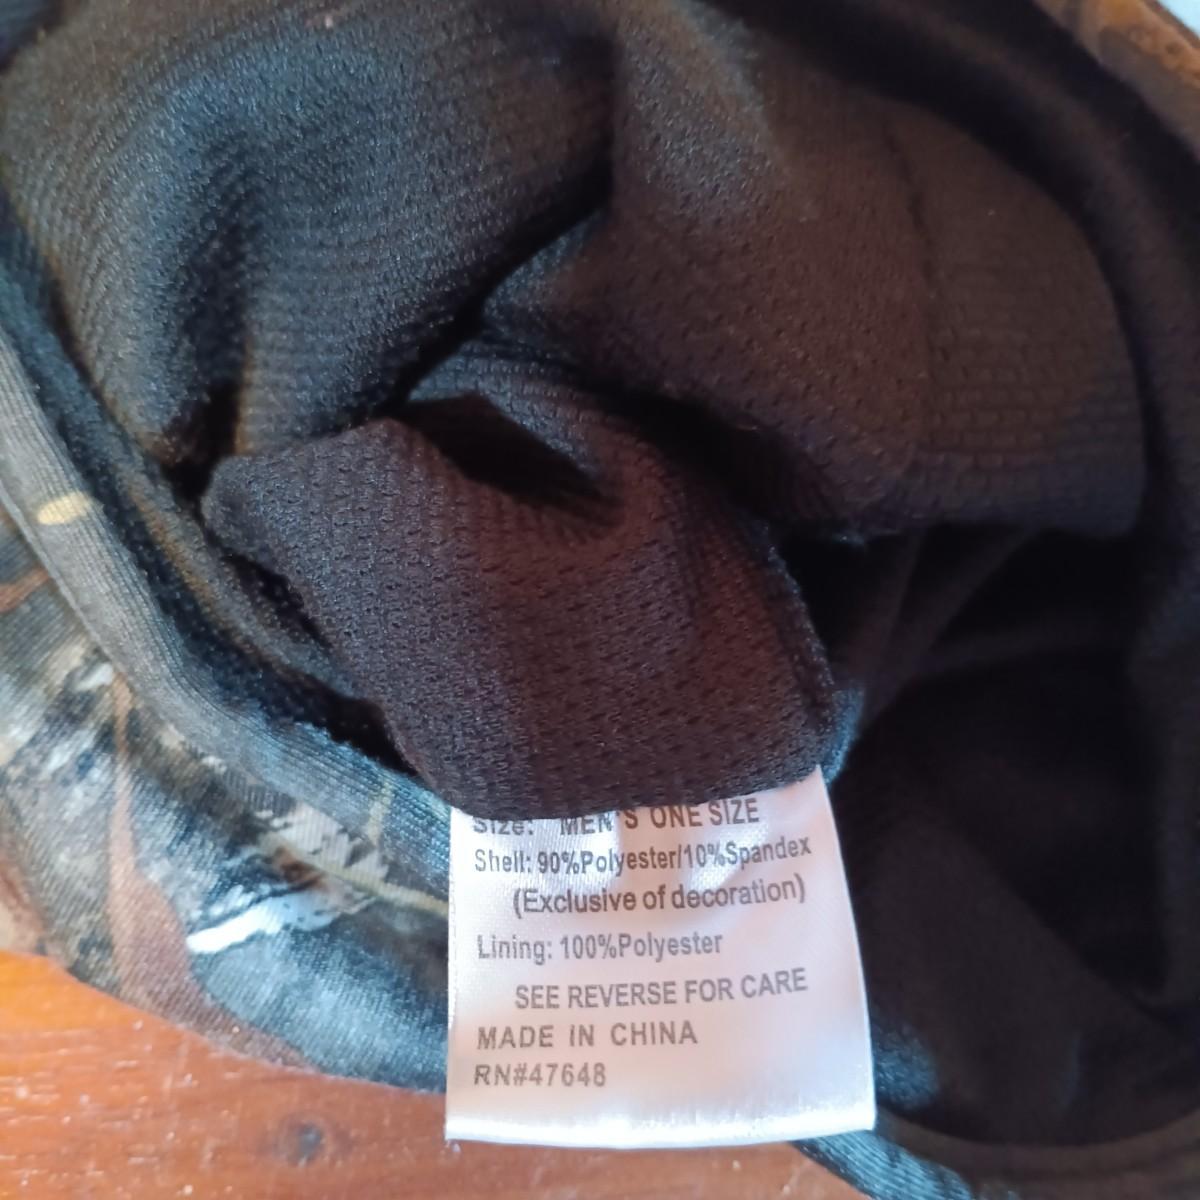 Size: MEN'S ONE SIZE
Shell: 90%Polyester/10%Spandex
(Exclusive of decoration)
Lining: 100%Polyester
SEE REVERSE FOR CARE
MADE IN CHINA
RN#47648